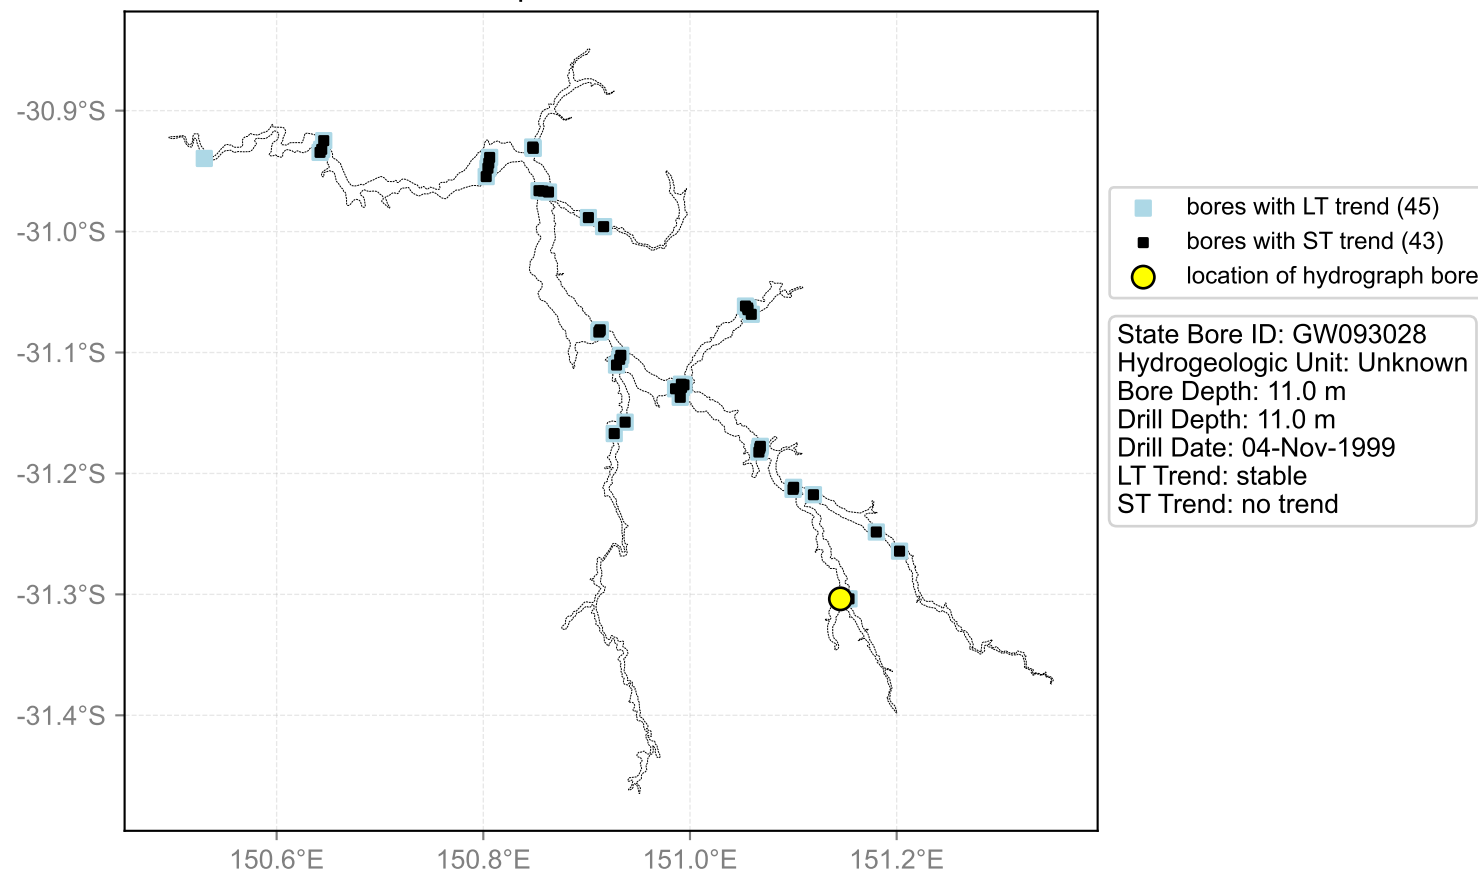 -30.9°S
-31.0°S
-31.1°S
-31.2°S
-31.3°S
-31.4°S
150.6°E
150.8°E
151.0°E
151.2°E
bores with LT trend (45)
bores with ST trend (43)
location of hydrograph bore
State Bore ID: GW093028
Hydrogeologic Unit: Unknown
Bore Depth: 11.0 m
Drill Depth: 11.0 m
Drill Date: 04-Nov-1999
LT Trend: stable
ST Trend: no trend